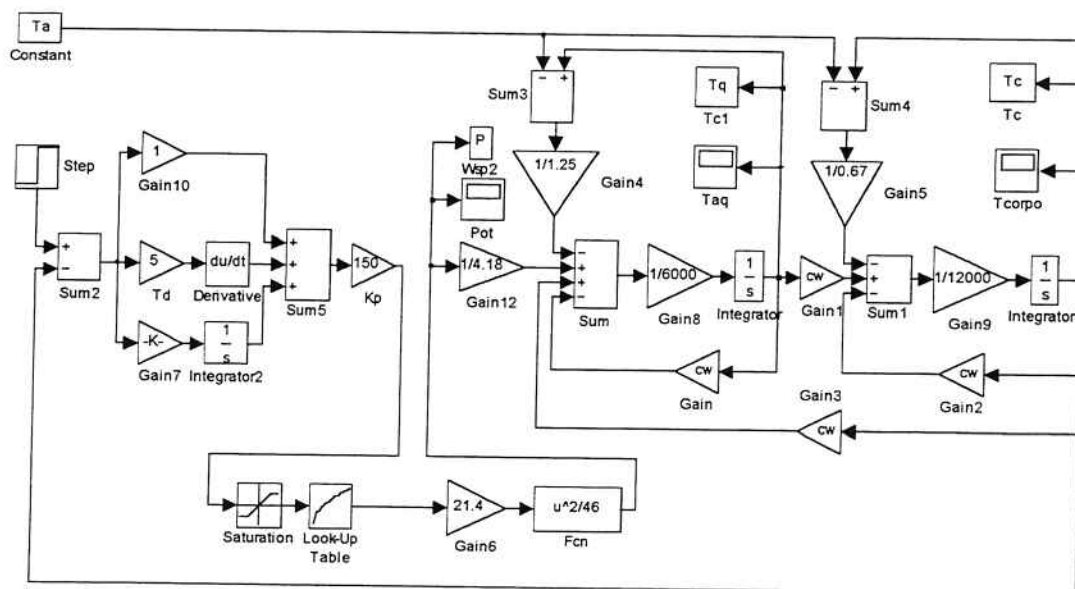 Ta
Constant
- +
Sum3
Tq
Tc1
- +
Sum4
Tc
Tc
Step
1
Gain10
P
Wsp2
1/1.25
Gain4
Taq
1/0.67
Gain5
Tcorpo
Pot
+
-
Sum2
5
Td
du/dt
Derivative
+
+
+
Sum5
150
Kp
1/4.18
Gain12
-
+
+
-
Sum
1/6000
Gain8
1
s
Integrator
cw
Gain1
-
+
-
Sum1
1/12000
Gain9
1
s
Integrator
-K-
Gain7
1
s
Integrator2
cw
Gain
Gain3
cw
cw
Gain2
Saturation
Look-Up
Table
21.4
Gain6
u^2/46
Fcn